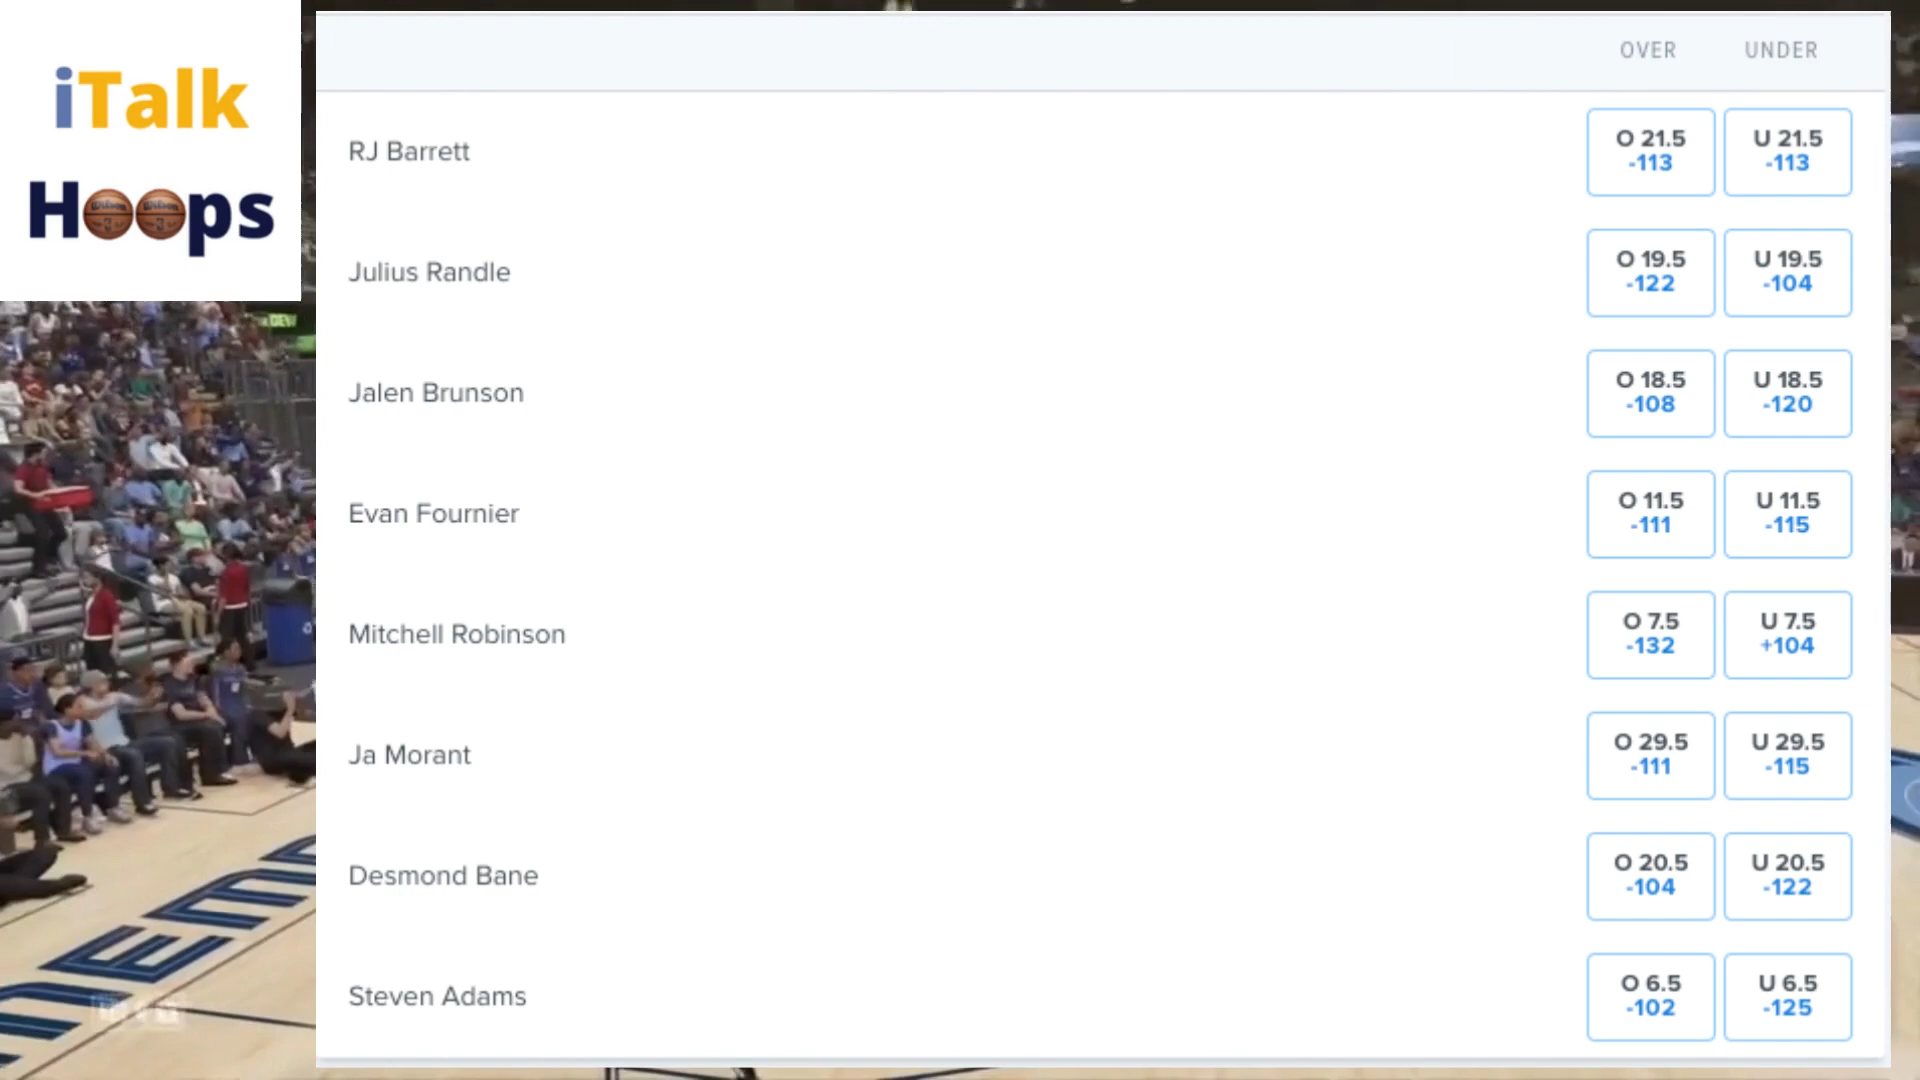 iTalk
Hoops
OVER UNDER
RJ Barrett O 21.5 U 21.5
-113 -113
Julius Randle O 19.5 U 19.5
-122 -104
Jalen Brunson O 18.5 U 18.5
-108 -120
Evan Fournier O 11.5 U 11.5
-111 -115
Mitchell Robinson O 7.5 U 7.5
-132 +104
Ja Morant O 29.5 U 29.5
-111 -115
Desmond Bane O 20.5 U 20.5
-104 -122
Steven Adams O 6.5 U 6.5
-102 -125